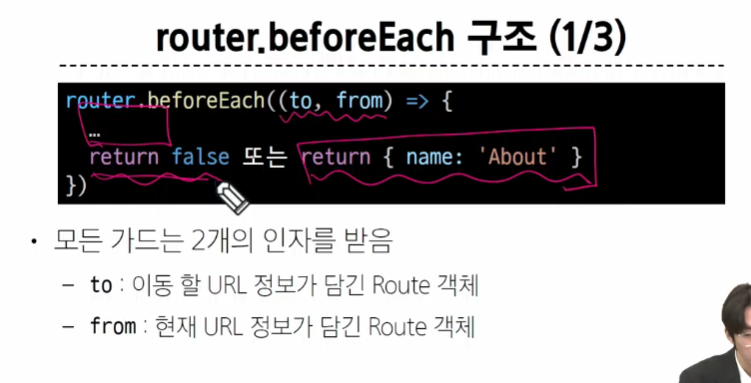 router.beforeEach 구조 (1/3)
router.beforeEach((to, from) => {
…
return false 또는 return { name: 'About' }
})
• 모든 가드는 2개의 인자를 받음
– to : 이동 할 URL 정보가 담긴 Route 객체
– from : 현재 URL 정보가 담긴 Route 객체